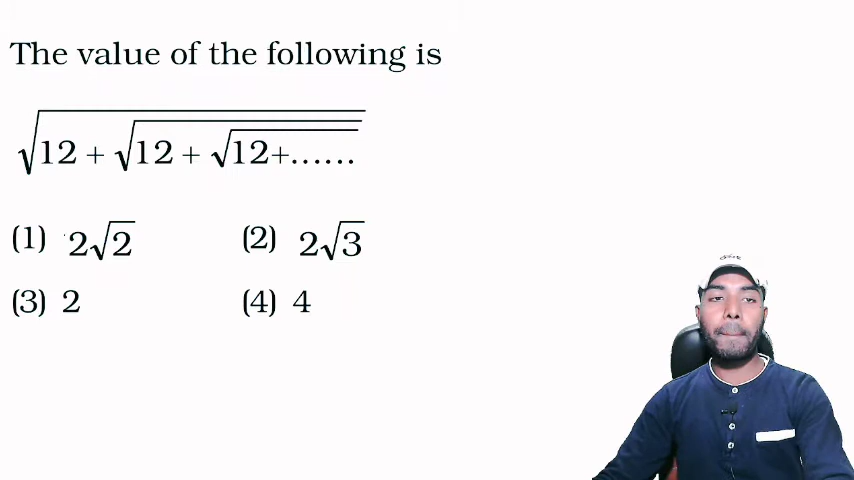 The value of the following is
√12 + √12 + √12+......
(1) 2√2 (2) 2√3
(3) 2 (4) 4